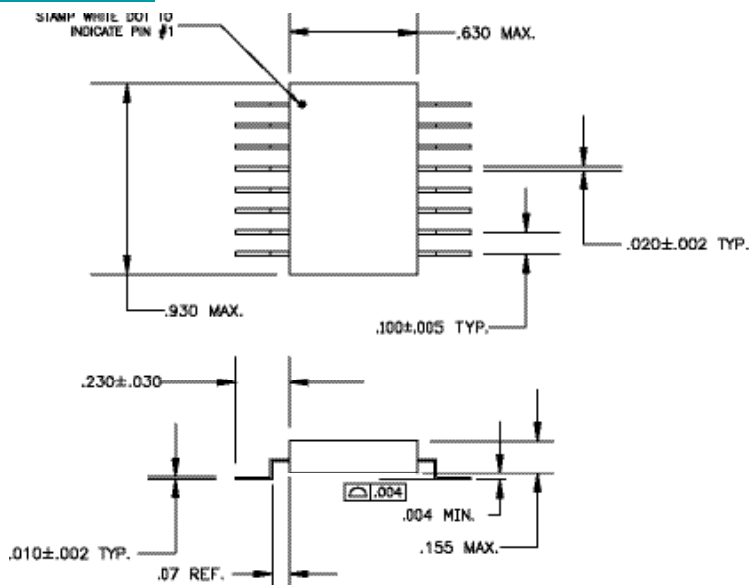 STAMP WHITE DOT TO
INDICATE PIN #1
.630 MAX.
.020±.002 TYP.
.930 MAX.
.100±.005 TYP.
.230±.030
.004
.004 MIN.
.155 MAX.
.010±.002 TYP.
.07 REF.